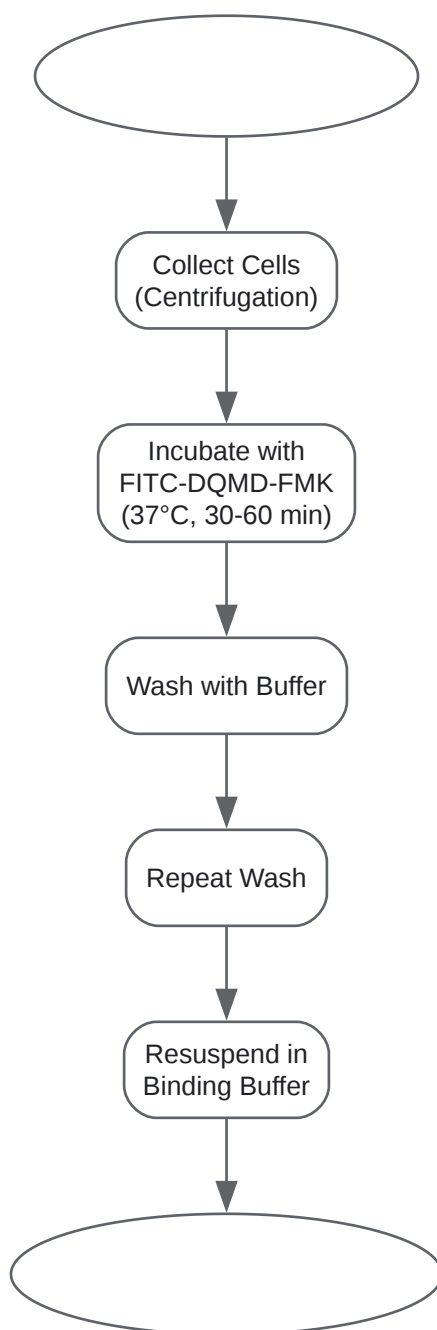 Collect Cells
(Centrifugation)
Incubate with
FITC-DQMD-FMK
(37°C, 30-60 min)
Wash with Buffer
Repeat Wash
Resuspend in
Binding Buffer